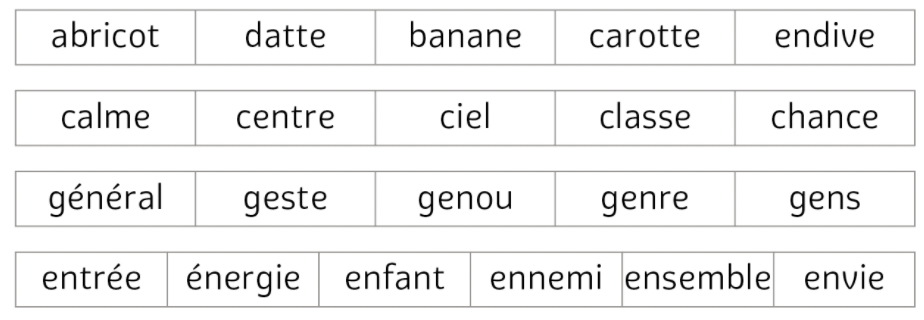 abricot datte banane carotte endive
calme centre ciel classe chance
général geste genou genre gens
entrée énergie enfant ennemi ensemble envie